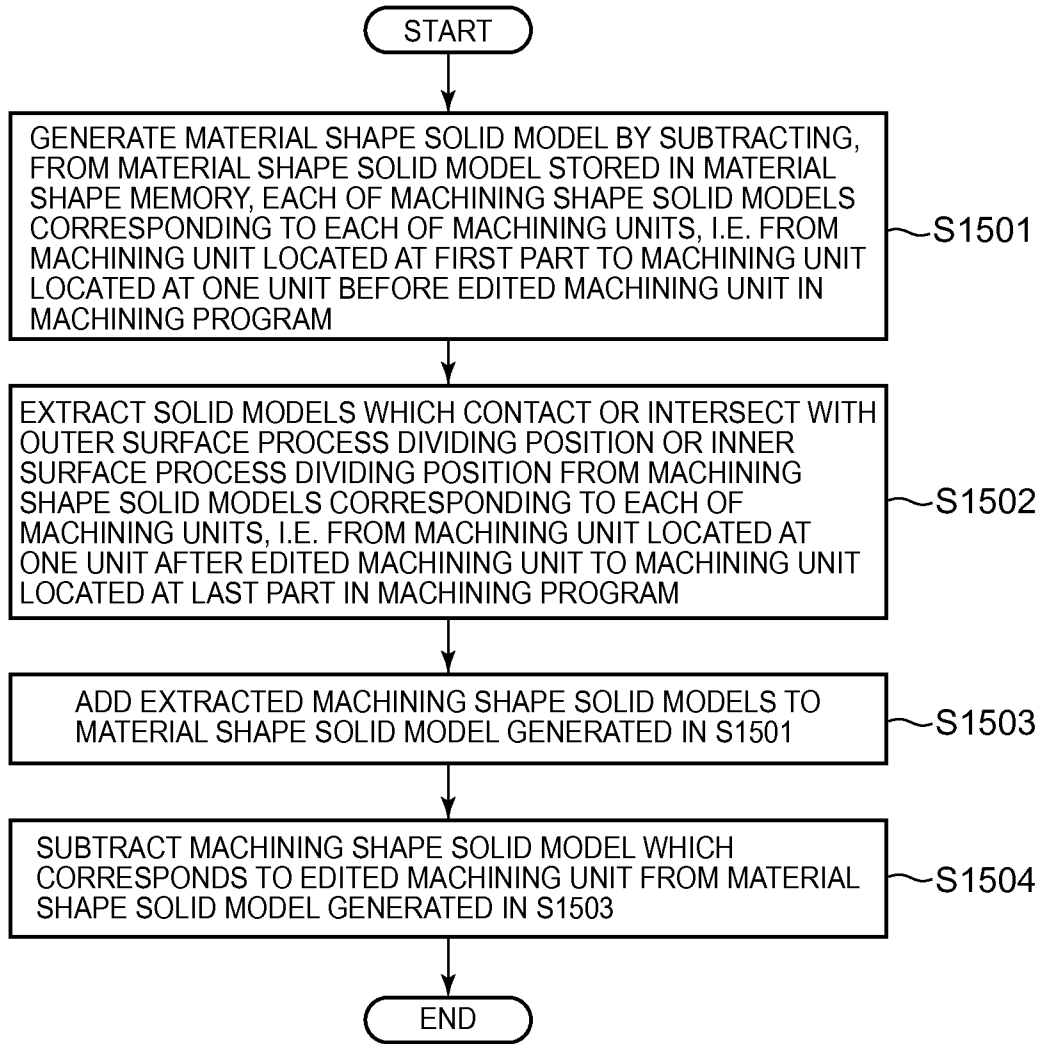 START
GENERATE MATERIAL SHAPE SOLID MODEL BY SUBTRACTING,
FROM MATERIAL SHAPE SOLID MODEL STORED IN MATERIAL
SHAPE MEMORY, EACH OF MACHINING SHAPE SOLID MODELS
CORRESPONDING TO EACH OF MACHINING UNITS, I.E. FROM
MACHINING UNIT LOCATED AT FIRST PART TO MACHINING UNIT
LOCATED AT ONE UNIT BEFORE EDITED MACHINING UNIT IN
MACHINING PROGRAM
S1501
EXTRACT SOLID MODELS WHICH CONTACT OR INTERSECT WITH
OUTER SURFACE PROCESS DIVIDING POSITION OR INNER
SURFACE PROCESS DIVIDING POSITION FROM MACHINING
SHAPE SOLID MODELS CORRESPONDING TO EACH OF
MACHINING UNITS, I.E. FROM MACHINING UNIT LOCATED AT
ONE UNIT AFTER EDITED MACHINING UNIT TO MACHINING UNIT
LOCATED AT LAST PART IN MACHINING PROGRAM
S1502
ADD EXTRACTED MACHINING SHAPE SOLID MODELS TO
MATERIAL SHAPE SOLID MODEL GENERATED IN S1501
S1503
SUBTRACT MACHINING SHAPE SOLID MODEL WHICH
CORRESPONDS TO EDITED MACHINING UNIT FROM MATERIAL
SHAPE SOLID MODEL GENERATED IN S1503
S1504
END